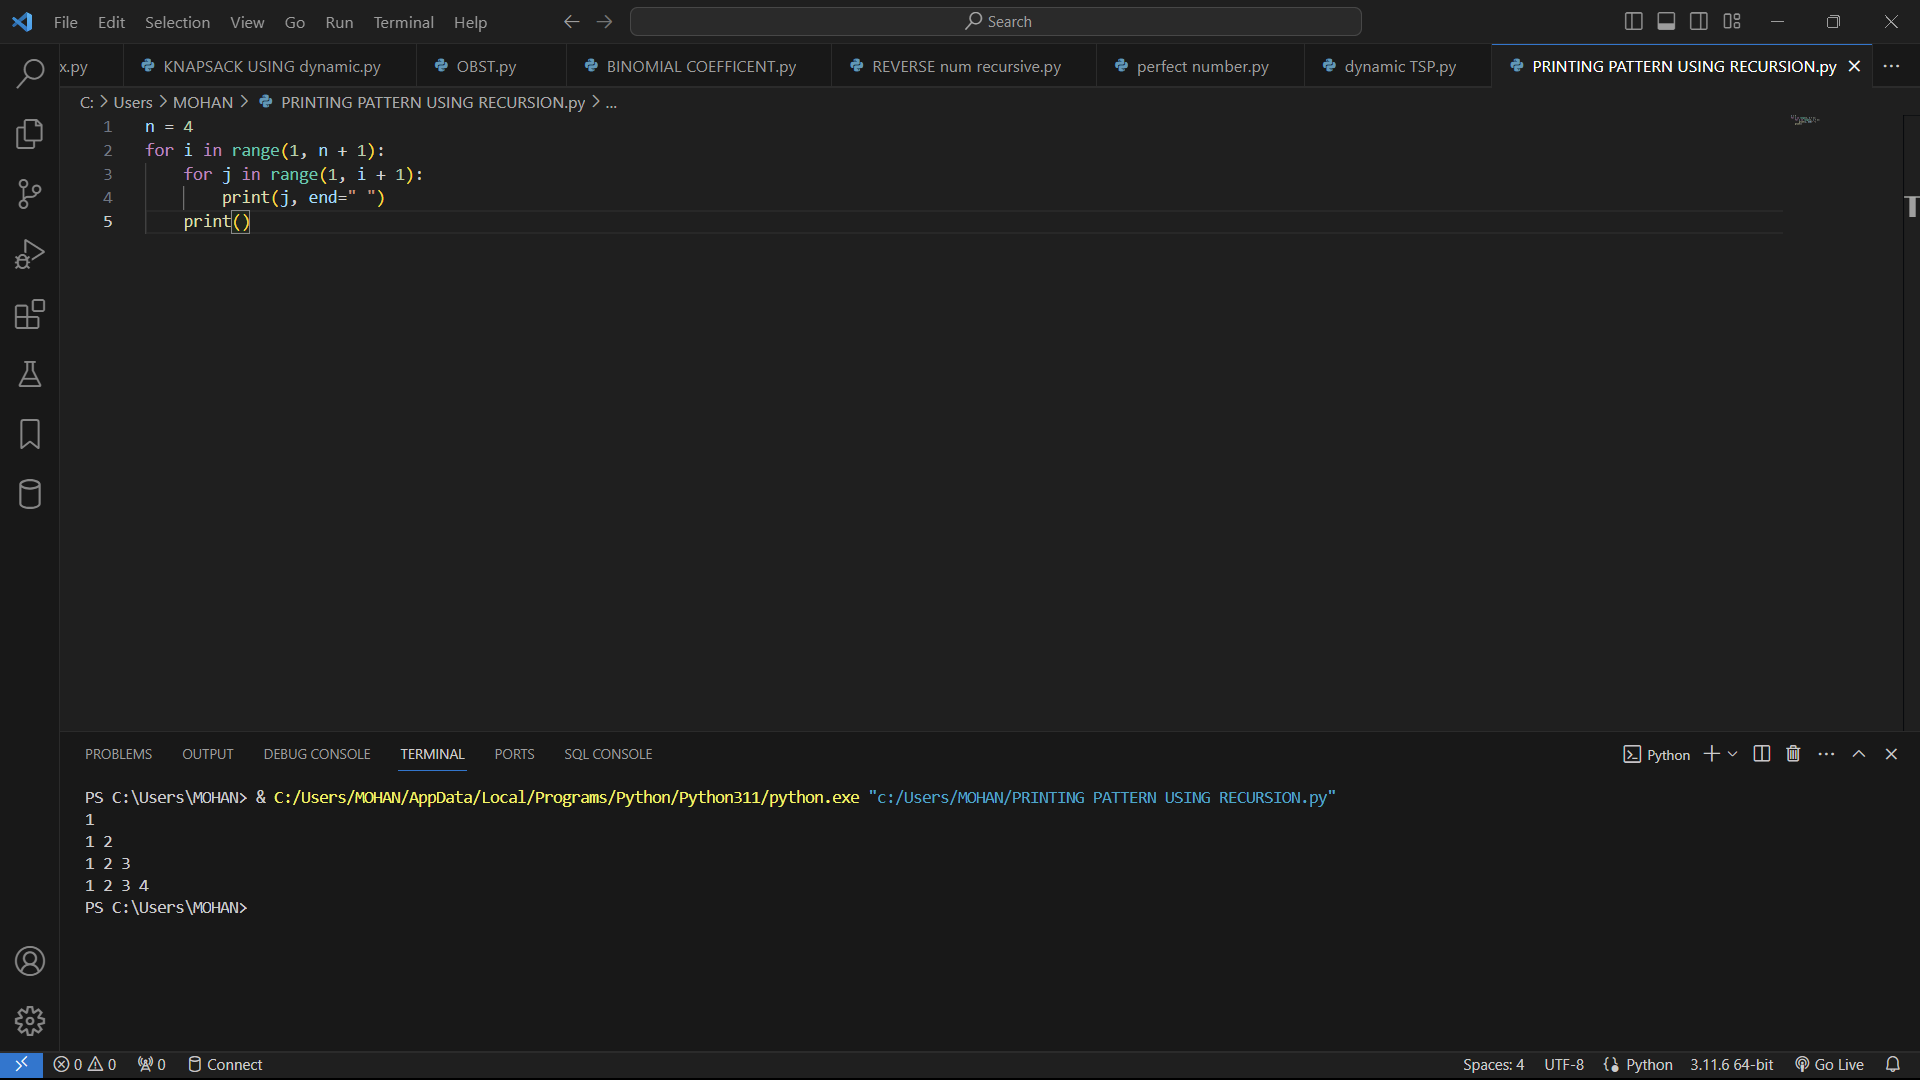 File Edit Selection View Go Run Terminal Help Search
x.py KNAPSACK USING dynamic.py OBST.py BINOMIAL COEFFICENT.py REVERSE num recursive.py perfect number.py dynamic TSP.py PRINTING PATTERN USING RECURSION.py
C: > Users > MOHAN > PRINTING PATTERN USING RECURSION.py > ...
1 n = 4
2 for i in range(1, n + 1):
3     for j in range(1, i + 1):
4         print(j, end=" ")
5     print()
PROBLEMS OUTPUT DEBUG CONSOLE TERMINAL PORTS SQL CONSOLE Python
PS C:\Users\MOHAN> & C:/Users/MOHAN/AppData/Local/Programs/Python/Python311/python.exe "c:/Users/MOHAN/PRINTING PATTERN USING RECURSION.py"
1
1 2
1 2 3
1 2 3 4
PS C:\Users\MOHAN>
0 0 0 Connect Spaces: 4 UTF-8 Python 3.11.6 64-bit Go Live